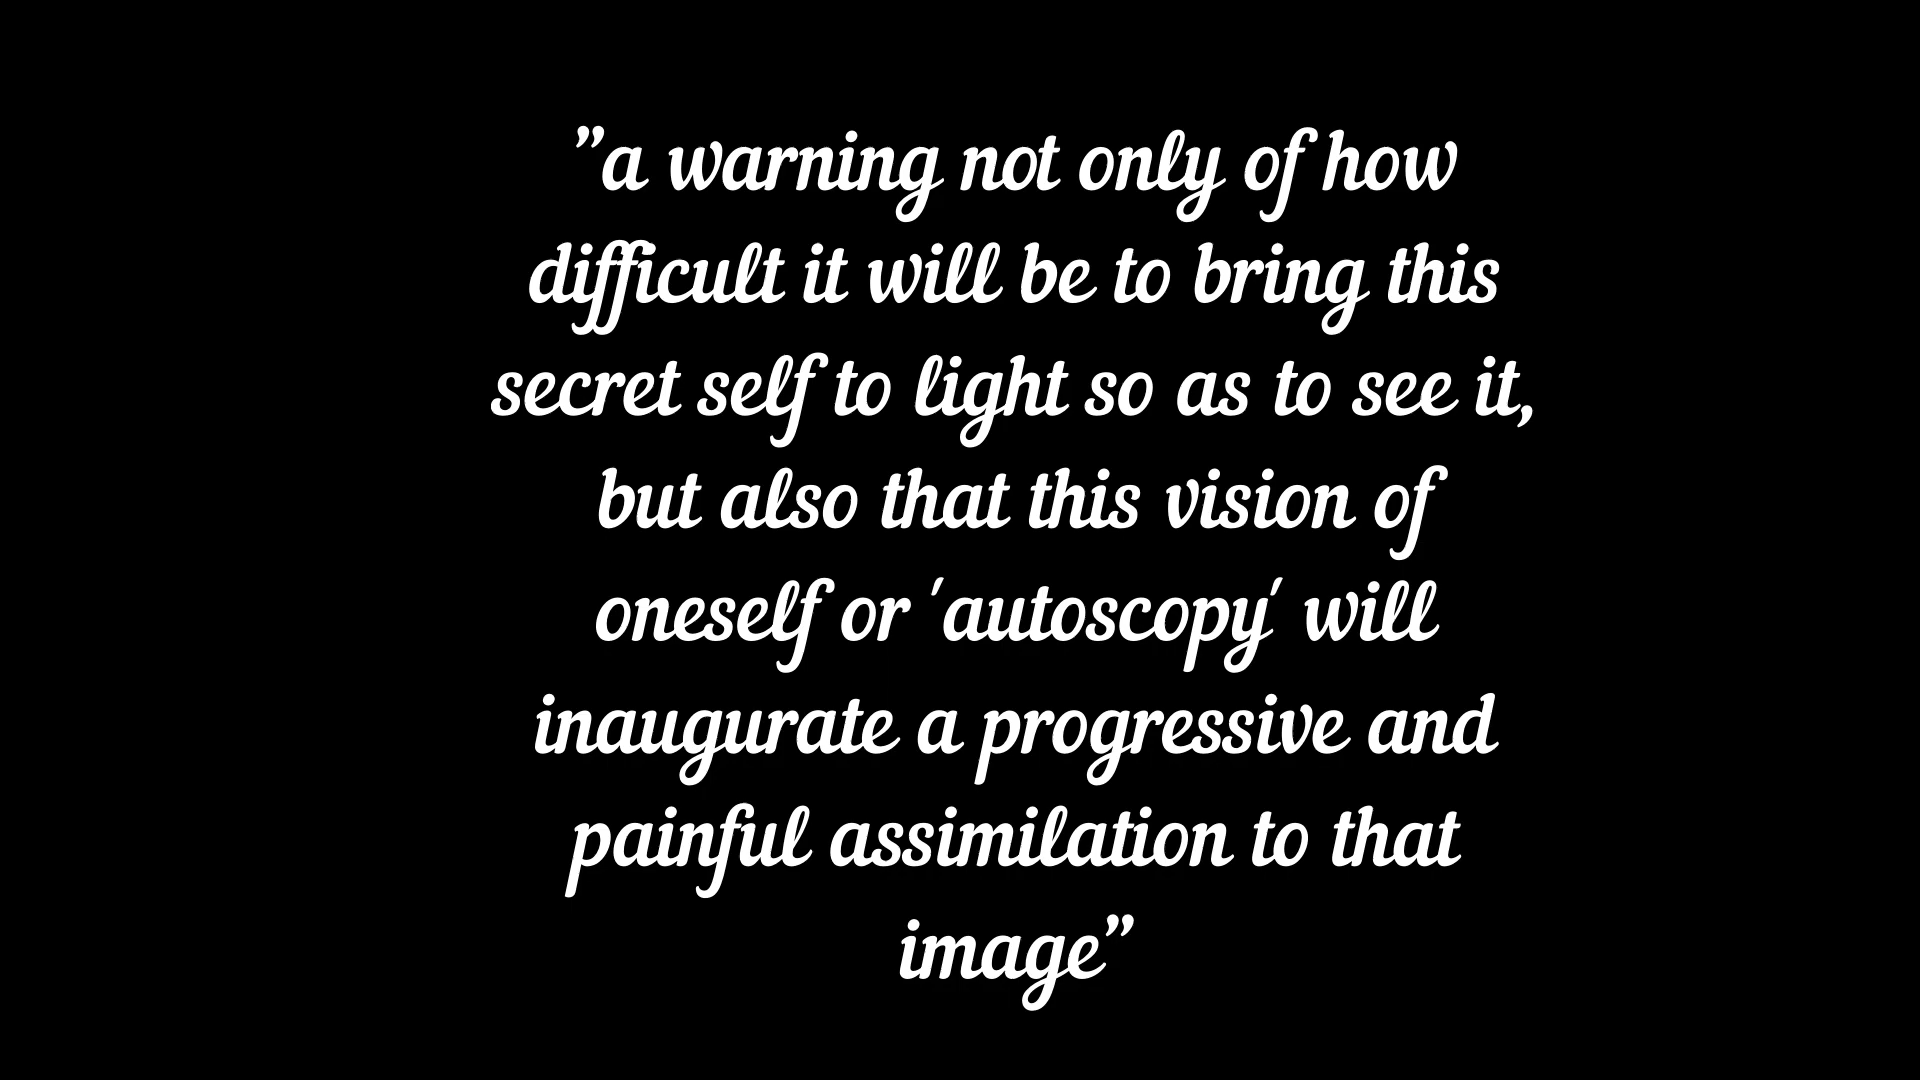 ”a warning not only of how
difficult it will be to bring this
secret self to light so as to see it,
but also that this vision of
oneself or 'autoscopy' will
inaugurate a progressive and
painful assimilation to that
image”